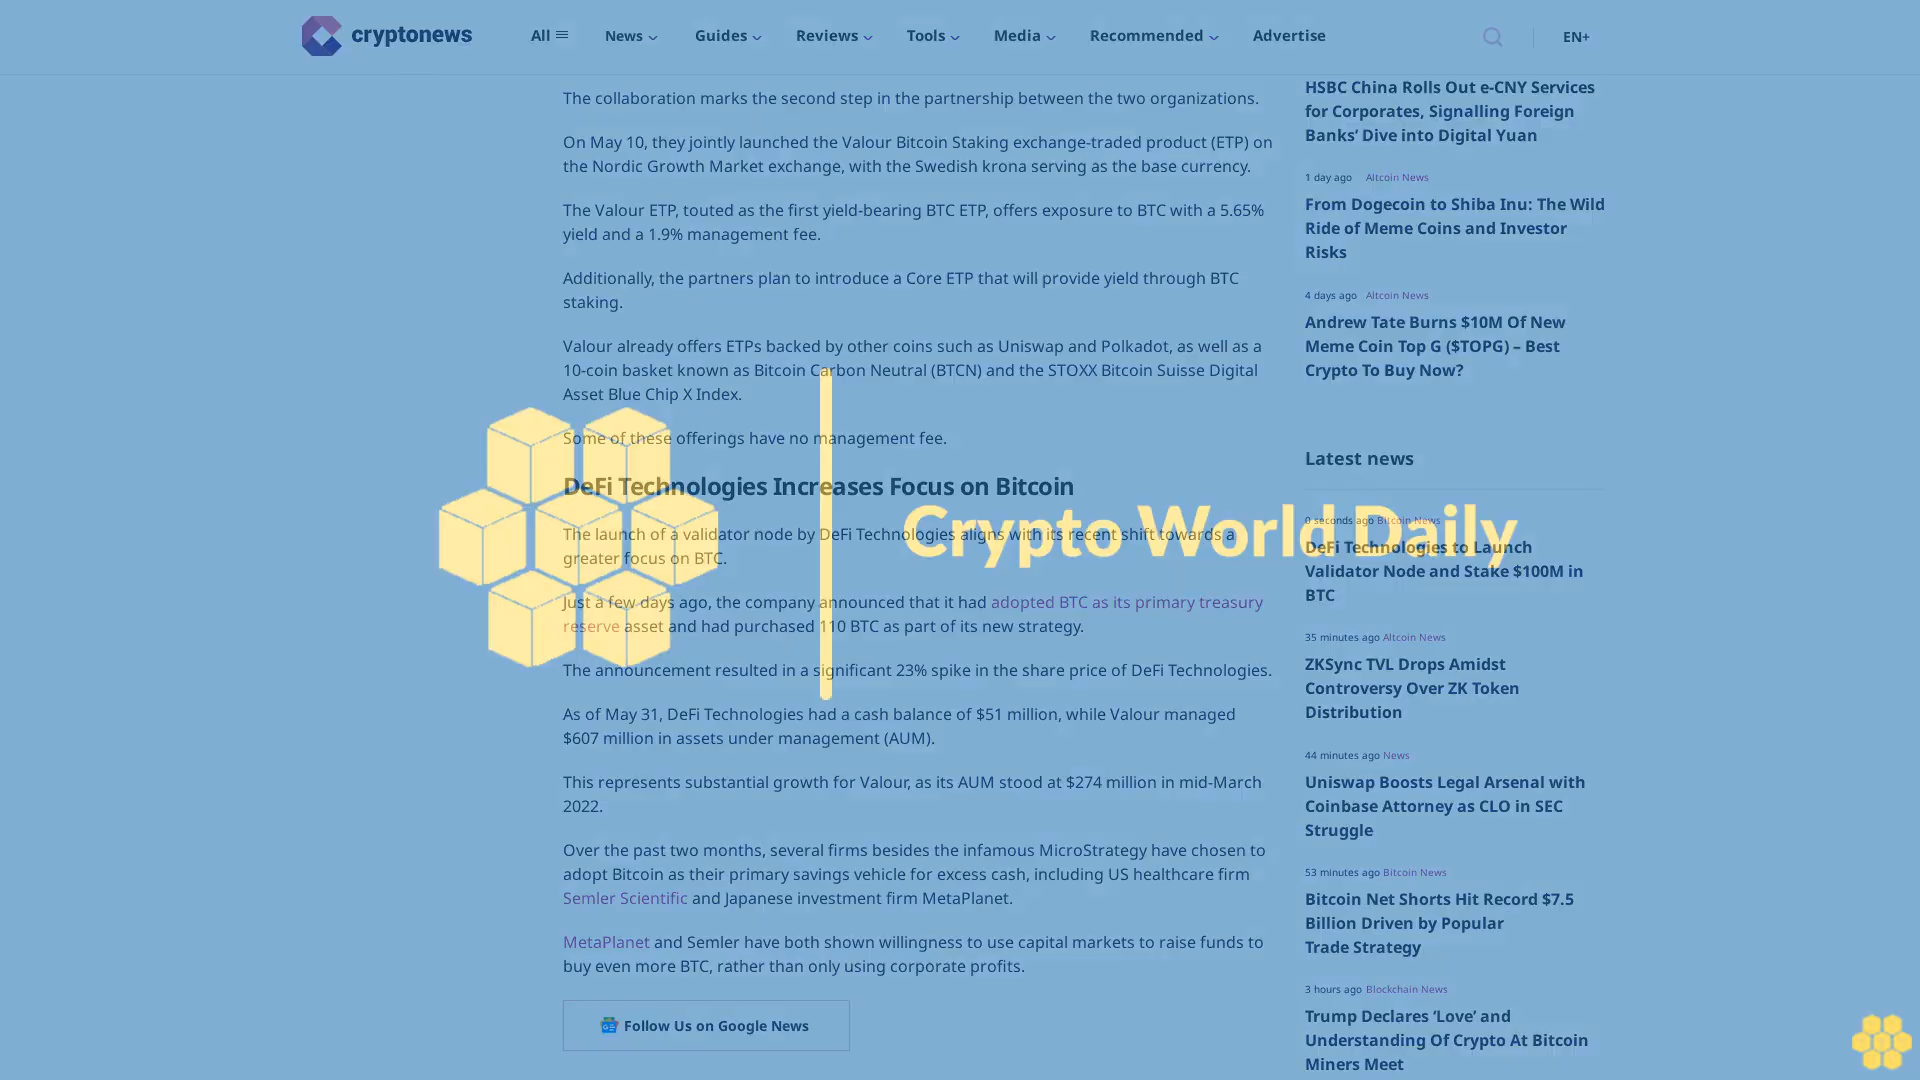 cryptonews
All
News
Guides
Reviews
Tools
Media
Recommended
Advertise
EN+
The collaboration marks the second step in the partnership between the two organizations.
On May 10, they jointly launched the Valour Bitcoin Staking exchange-traded product (ETP) on
the Nordic Growth Market exchange, with the Swedish krona serving as the base currency.
The Valour ETP, touted as the first yield-bearing BTC ETP, offers exposure to BTC with a 5.65%
yield and a 1.9% management fee.
Additionally, the partners plan to introduce a Core ETP that will provide yield through BTC
staking.
Valour already offers ETPs backed by other coins such as Uniswap and Polkadot, as well as a
10-coin basket known as Bitcoin Carbon Neutral (BTCN) and the STOXX Bitcoin Suisse Digital
Asset Blue Chip X Index.
Some of these offerings have no management fee.
DeFi Technologies Increases Focus on Bitcoin
The launch of a validator node by DeFi Technologies aligns with its recent shift towards a
greater focus on BTC.
Just a few days ago, the company announced that it had adopted BTC as its primary treasury
reserve asset and had purchased 110 BTC as part of its new strategy.
The announcement resulted in a significant 23% spike in the share price of DeFi Technologies.
As of May 31, DeFi Technologies had a cash balance of $51 million, while Valour managed
$607 million in assets under management (AUM).
This represents substantial growth for Valour, as its AUM stood at $274 million in mid-March
2022.
Over the past two months, several firms besides the infamous MicroStrategy have chosen to
adopt Bitcoin as their primary savings vehicle for excess cash, including US healthcare firm
Semler Scientific and Japanese investment firm MetaPlanet.
MetaPlanet and Semler have both shown willingness to use capital markets to raise funds to
buy even more BTC, rather than only using corporate profits.
Follow Us on Google News
Crypto World Daily
HSBC China Rolls Out e-CNY Services
for Corporates, Signalling Foreign
Banks’ Dive into Digital Yuan
1 day ago Altcoin News
From Dogecoin to Shiba Inu: The Wild
Ride of Meme Coins and Investor
Risks
4 days ago Altcoin News
Andrew Tate Burns $10M Of New
Meme Coin Top G ($TOPG) – Best
Crypto To Buy Now?
Latest news
0 seconds ago Bitcoin News
DeFi Technologies to Launch
Validator Node and Stake $100M in
BTC
35 minutes ago Altcoin News
ZKSync TVL Drops Amidst
Controversy Over ZK Token
Distribution
44 minutes ago News
Uniswap Boosts Legal Arsenal with
Coinbase Attorney as CLO in SEC
Struggle
53 minutes ago Bitcoin News
Bitcoin Net Shorts Hit Record $7.5
Billion Driven by Popular
Trade Strategy
3 hours ago Blockchain News
Trump Declares ‘Love’ and
Understanding Of Crypto At Bitcoin
Miners Meet